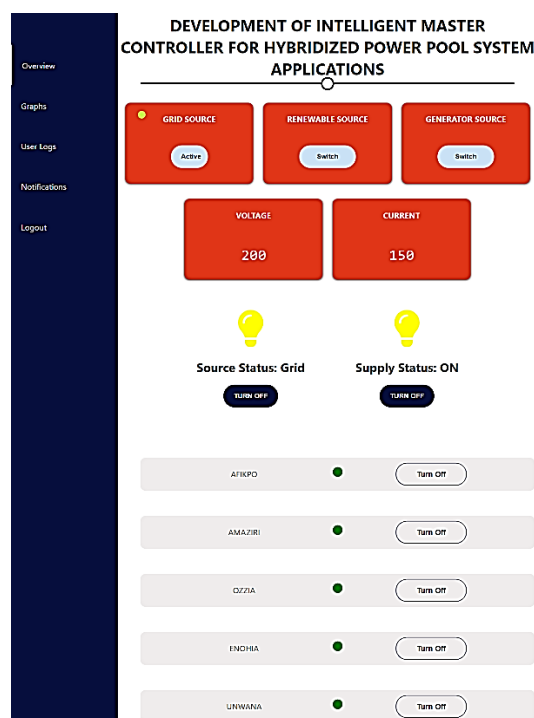 DEVELOPMENT OF INTELLIGENT MASTER
CONTROLLER FOR HYBRIDIZED POWER POOL SYSTEM
APPLICATIONS
Overview
Graphs
User Logs
Notifications
Logout
GRID SOURCE
Active
RENEWABLE SOURCE
Switch
GENERATOR SOURCE
Switch
VOLTAGE
200
CURRENT
150
Source Status: Grid
TURN OFF
Supply Status: ON
TURN OFF
AFIKPO
Turn Off
AMAZIRI
Turn Off
OZZIA
Turn Off
ENOHIA
Turn Off
UNWANA
Turn Off